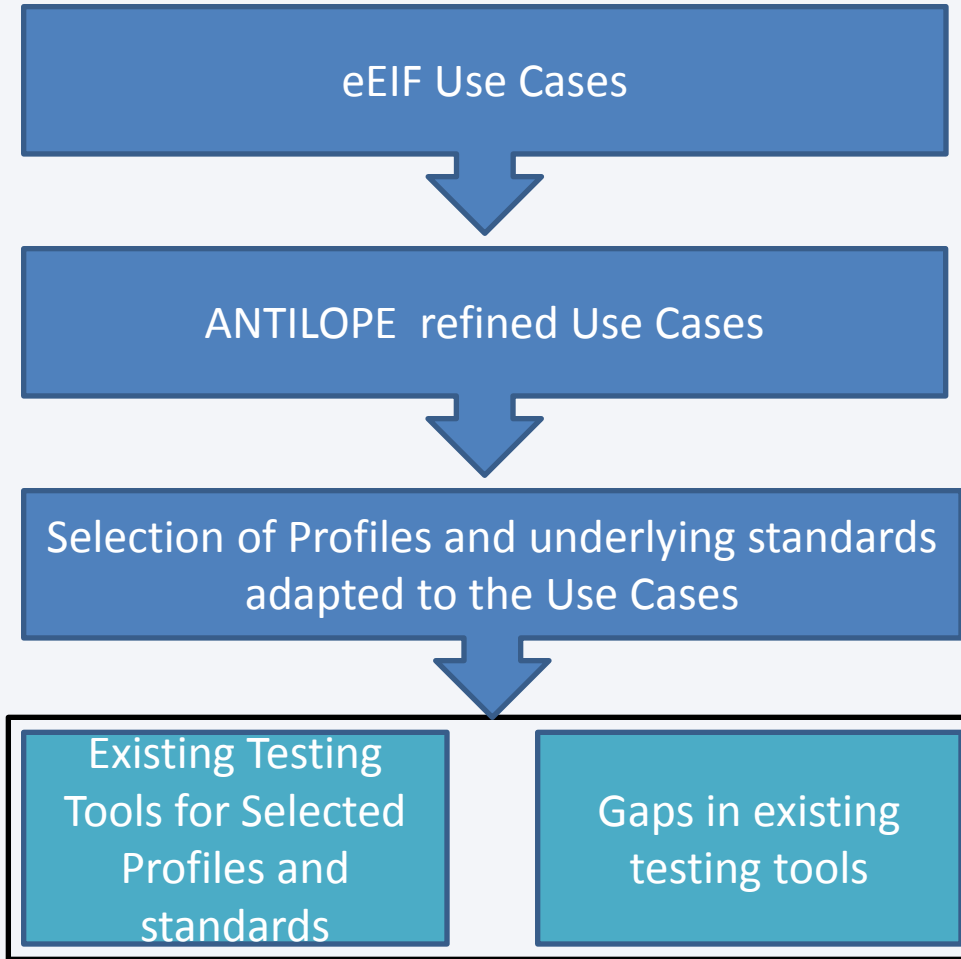 eEIF Use Cases
ANTILOPE refined Use Cases
Selection of Profiles and underlying standards
adapted to the Use Cases
Existing Testing
Tools for Selected
Profiles and
standards
Gaps in existing
testing tools